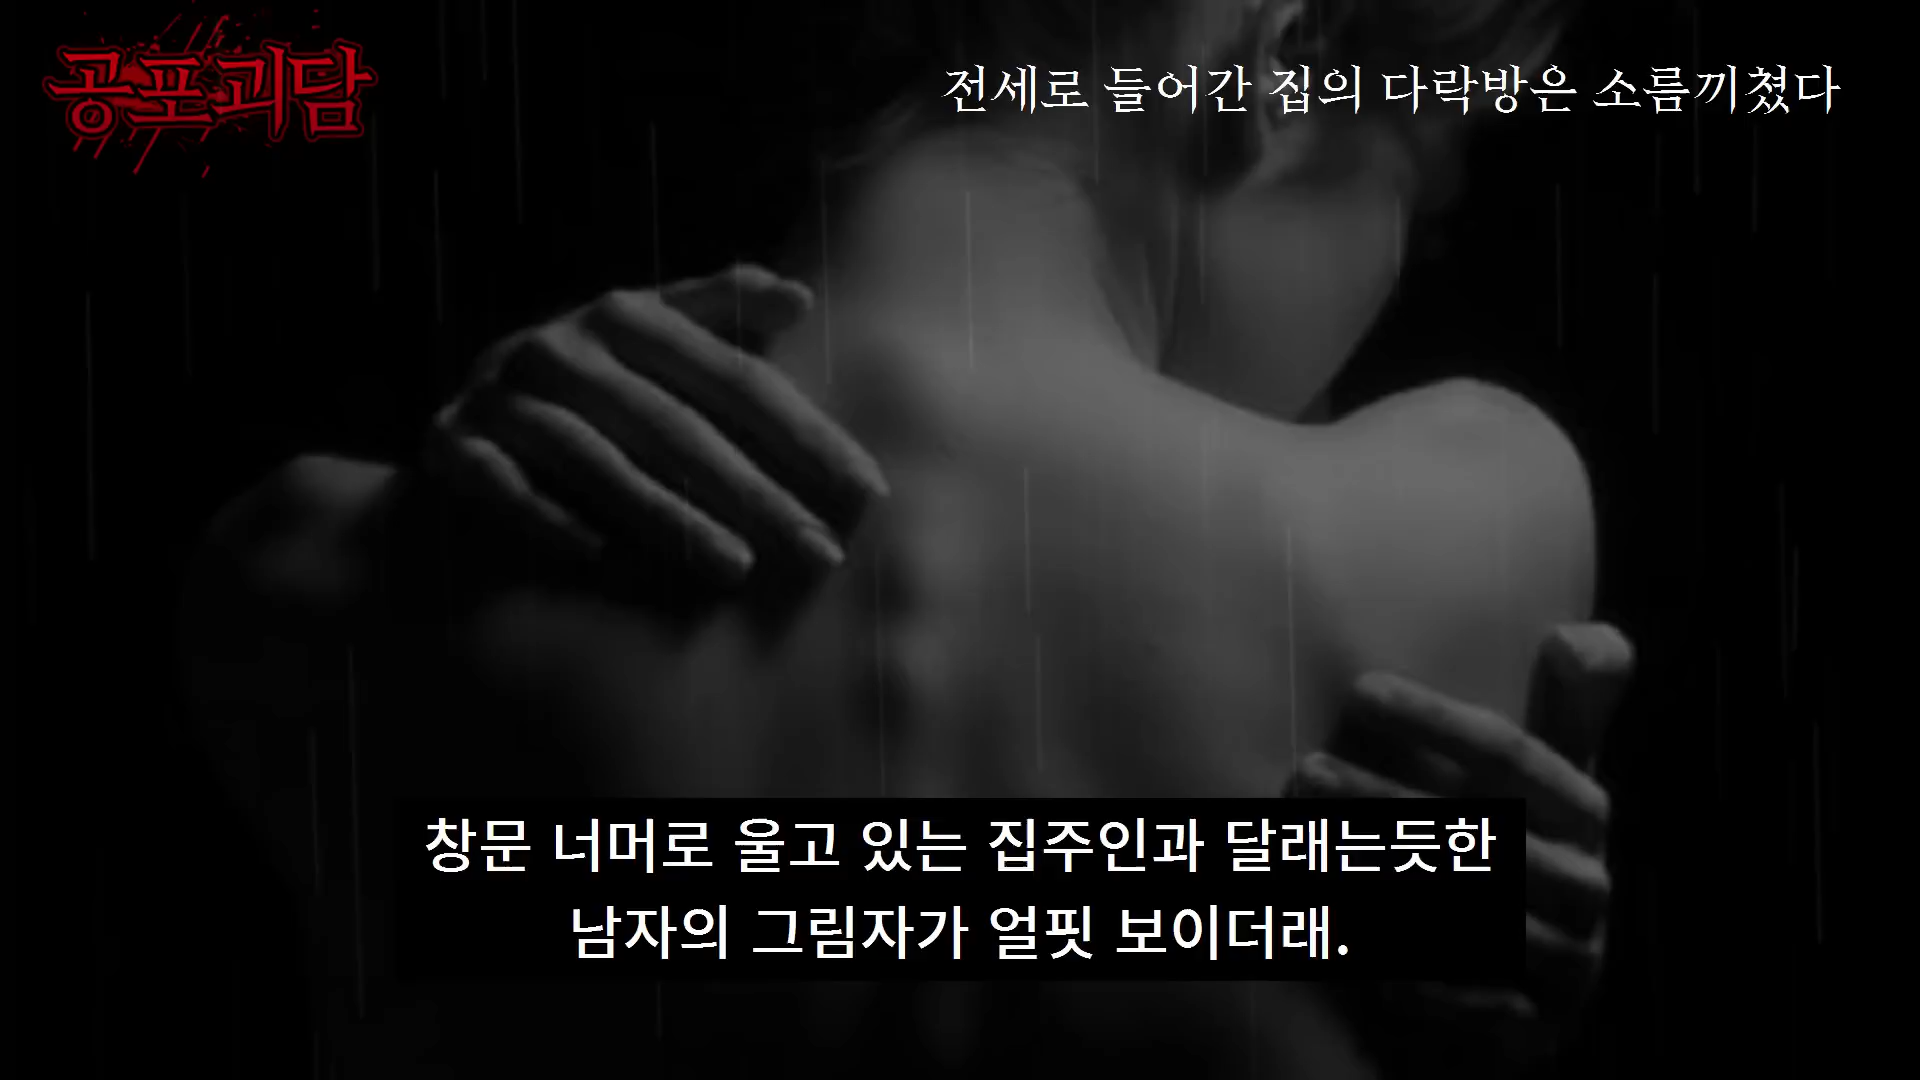 공포괴담
전세로 들어간 집의 다락방은 소름끼쳤다
창문 너머로 울고 있는 집주인과 달래는듯한
남자의 그림자가 얼핏 보이더래.